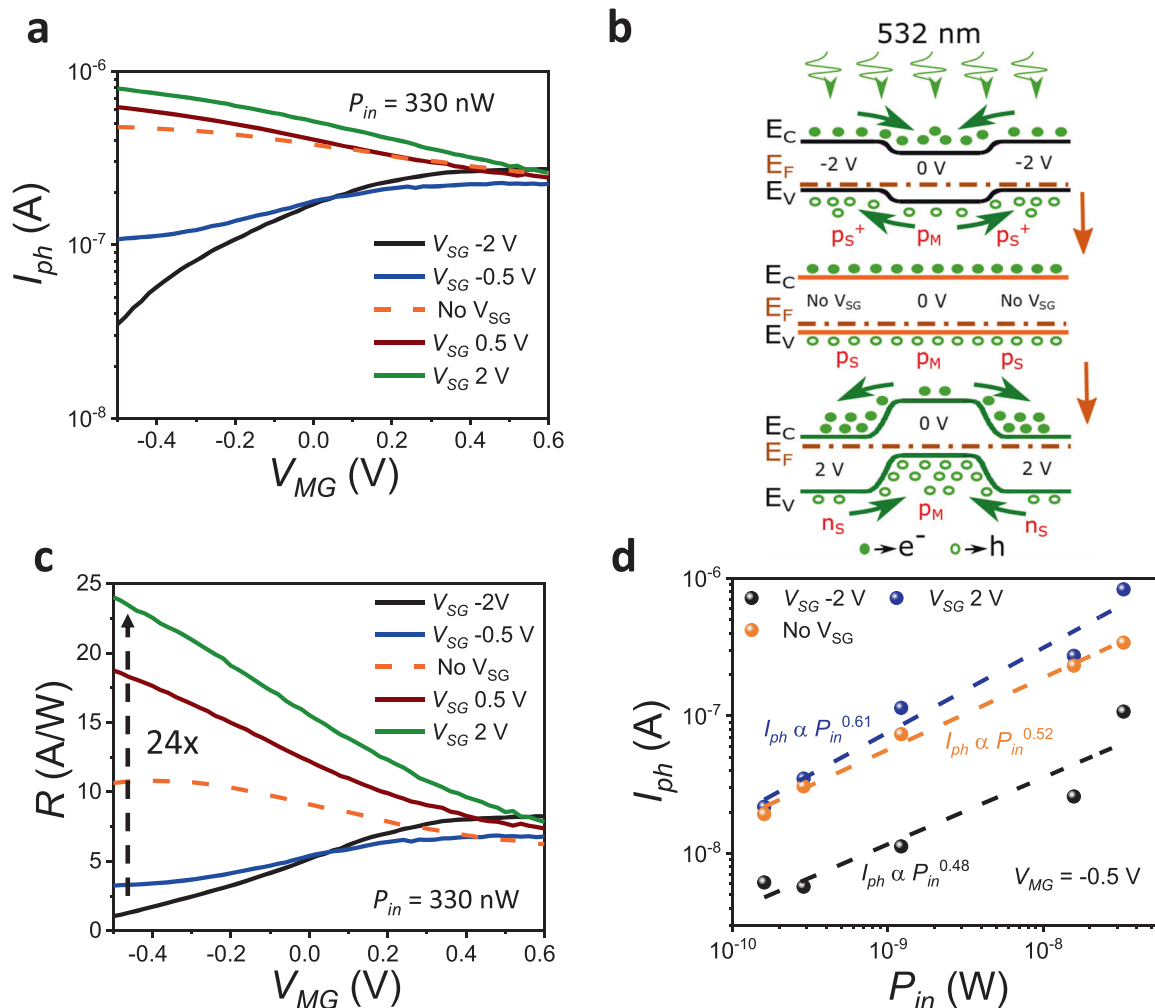 a
10^-6
10^-7
10^-8
I_ph (A)
P_in = 330 nW
V_SG -2 V
V_SG -0.5 V
No V_SG
V_SG 0.5 V
V_SG 2 V
-0.4 -0.2 0.0 0.2 0.4 0.6
V_MG (V)
b
532 nm
E_C
-2 V 0 V -2 V
E_F
E_V
p_S^+ p_M p_S^+
E_C
No V_SG 0 V No V_SG
E_F
E_V
p_S p_M p_S
E_C
0 V
E_F
2 V 2 V
E_V
n_S p_M n_S
→e^- →h
c
25
20
15
10
5
0
R (A/W)
24x
V_SG -2V
V_SG -0.5 V
No V_SG
V_SG 0.5 V
V_SG 2 V
P_in = 330 nW
-0.4 -0.2 0.0 0.2 0.4 0.6
V_MG (V)
d
10^-6
10^-7
10^-8
I_ph (A)
V_SG -2 V V_SG 2 V
No V_SG
I_ph ∝ P_in^0.61
I_ph ∝ P_in^0.52
I_ph ∝ P_in^0.48
V_MG = -0.5 V
10^-10 10^-9 10^-8
P_in (W)